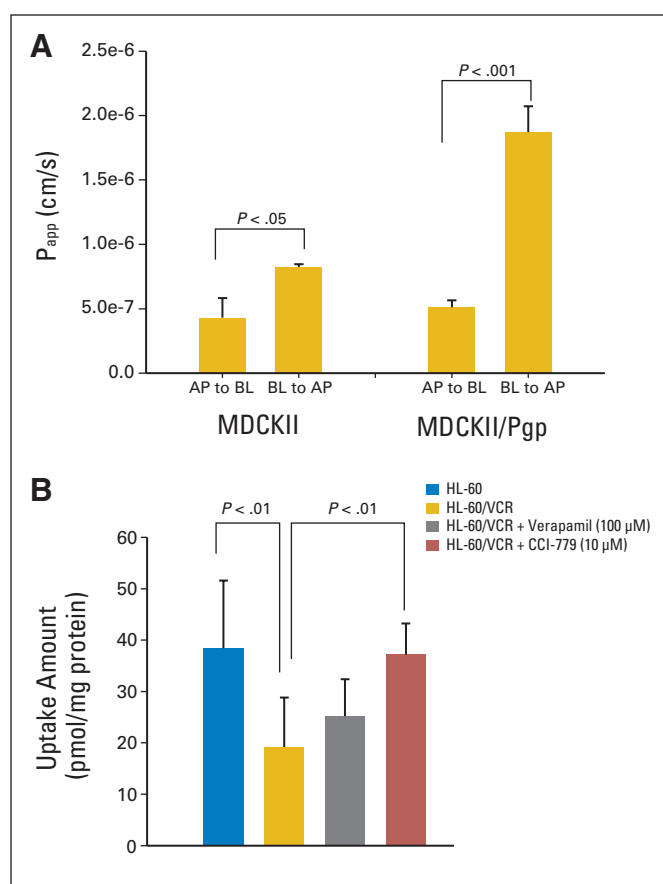 A
2.5e-6
2.0e-6
1.5e-6
1.0e-6
5.0e-7
0.0
Papp (cm/s)
P < .05
P < .001
AP to BL BL to AP AP to BL BL to AP
MDCKII MDCKII/Pgp
B
HL-60
HL-60/VCR
HL-60/VCR + Verapamil (100 µM)
HL-60/VCR + CCI-779 (10 µM)
P < .01 P < .01
60
50
40
30
20
10
0
Uptake Amount
(pmol/mg protein)